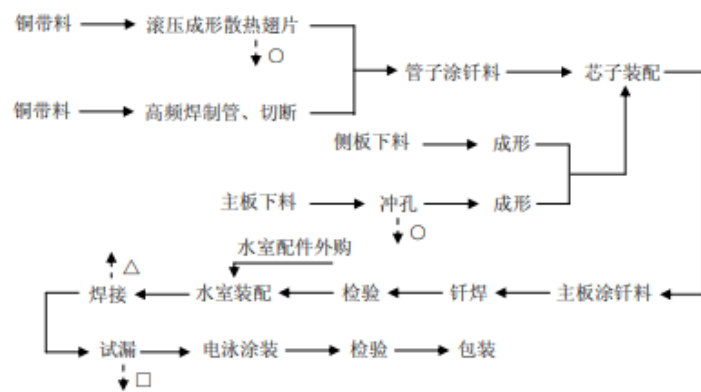 铜带料 滚压成形散热翅片
○
管子涂钎料 芯子装配
铜带料 高频焊制管、切断
侧板下料 成形
主板下料 冲孔 成形
○
水室配件外购
△
焊接 水室装配 检验 钎焊 主板涂钎料
试漏 电泳涂装 检验 包装
□